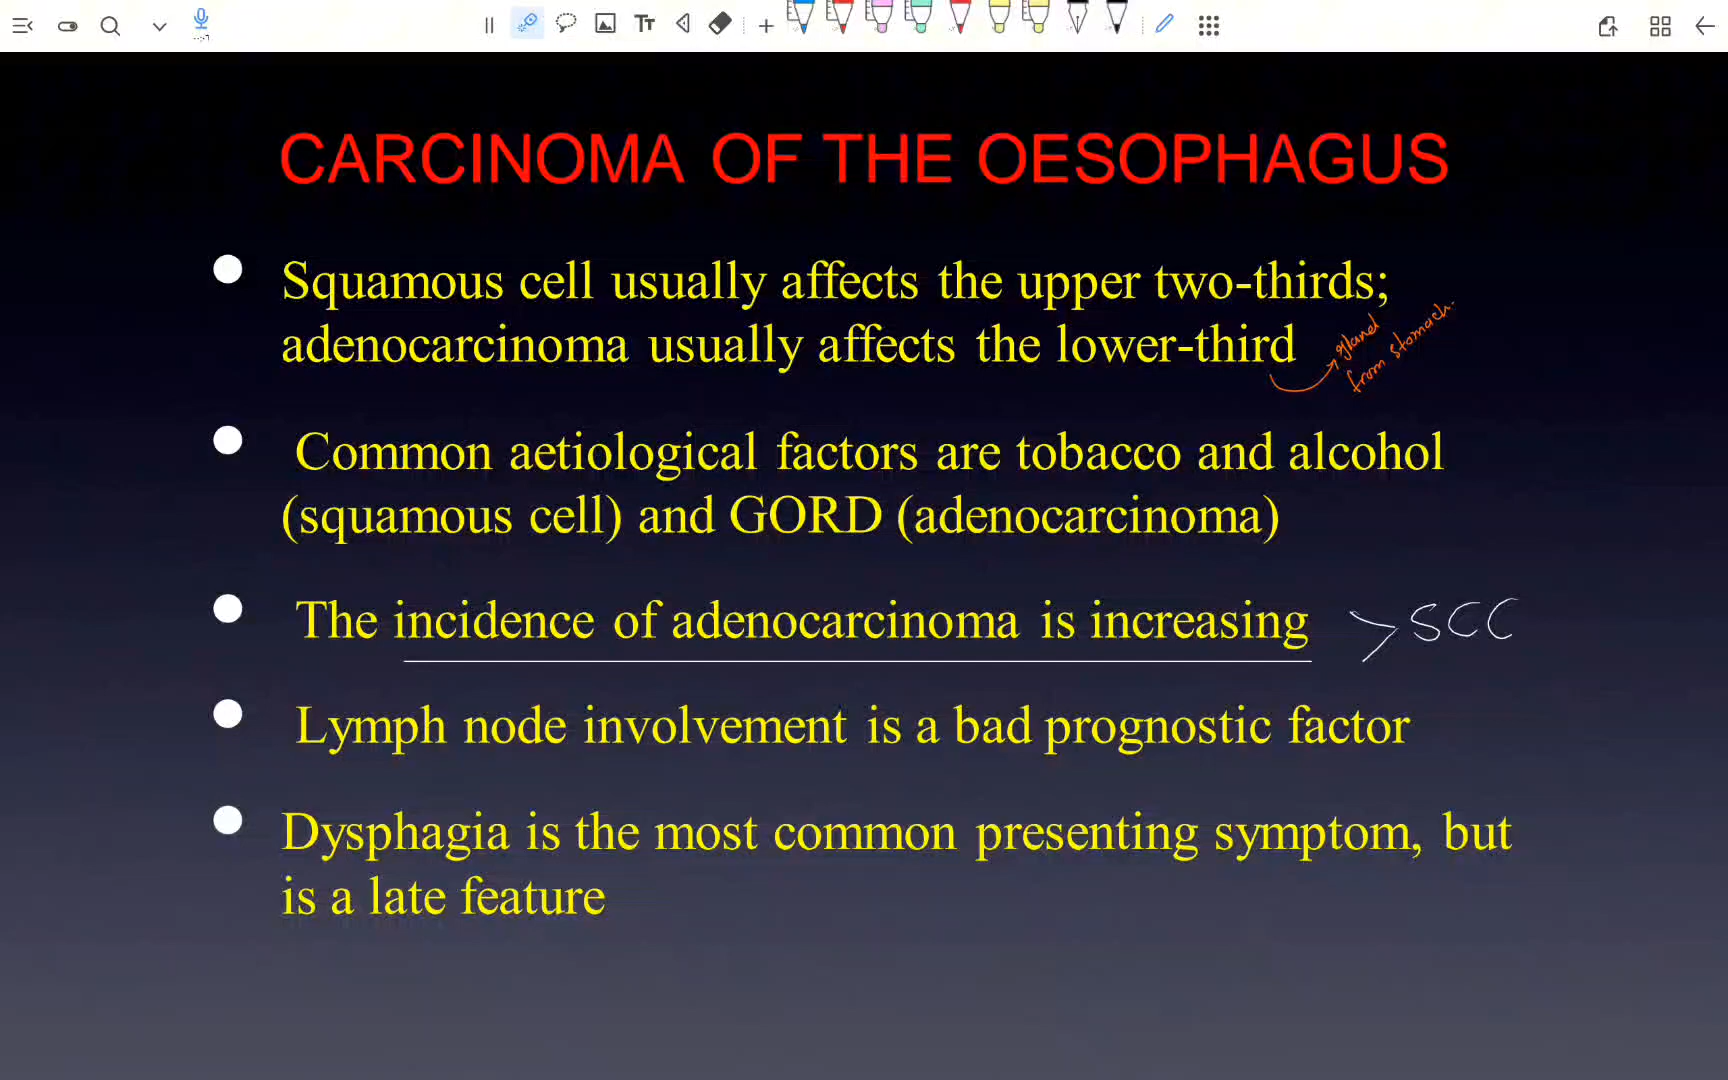 CARCINOMA OF THE OESOPHAGUS
Squamous cell usually affects the upper two-thirds;
adenocarcinoma usually affects the lower-third
gland
from stomach.
Common aetiological factors are tobacco and alcohol
(squamous cell) and GORD (adenocarcinoma)
The incidence of adenocarcinoma is increasing > SCC
Lymph node involvement is a bad prognostic factor
Dysphagia is the most common presenting symptom, but
is a late feature